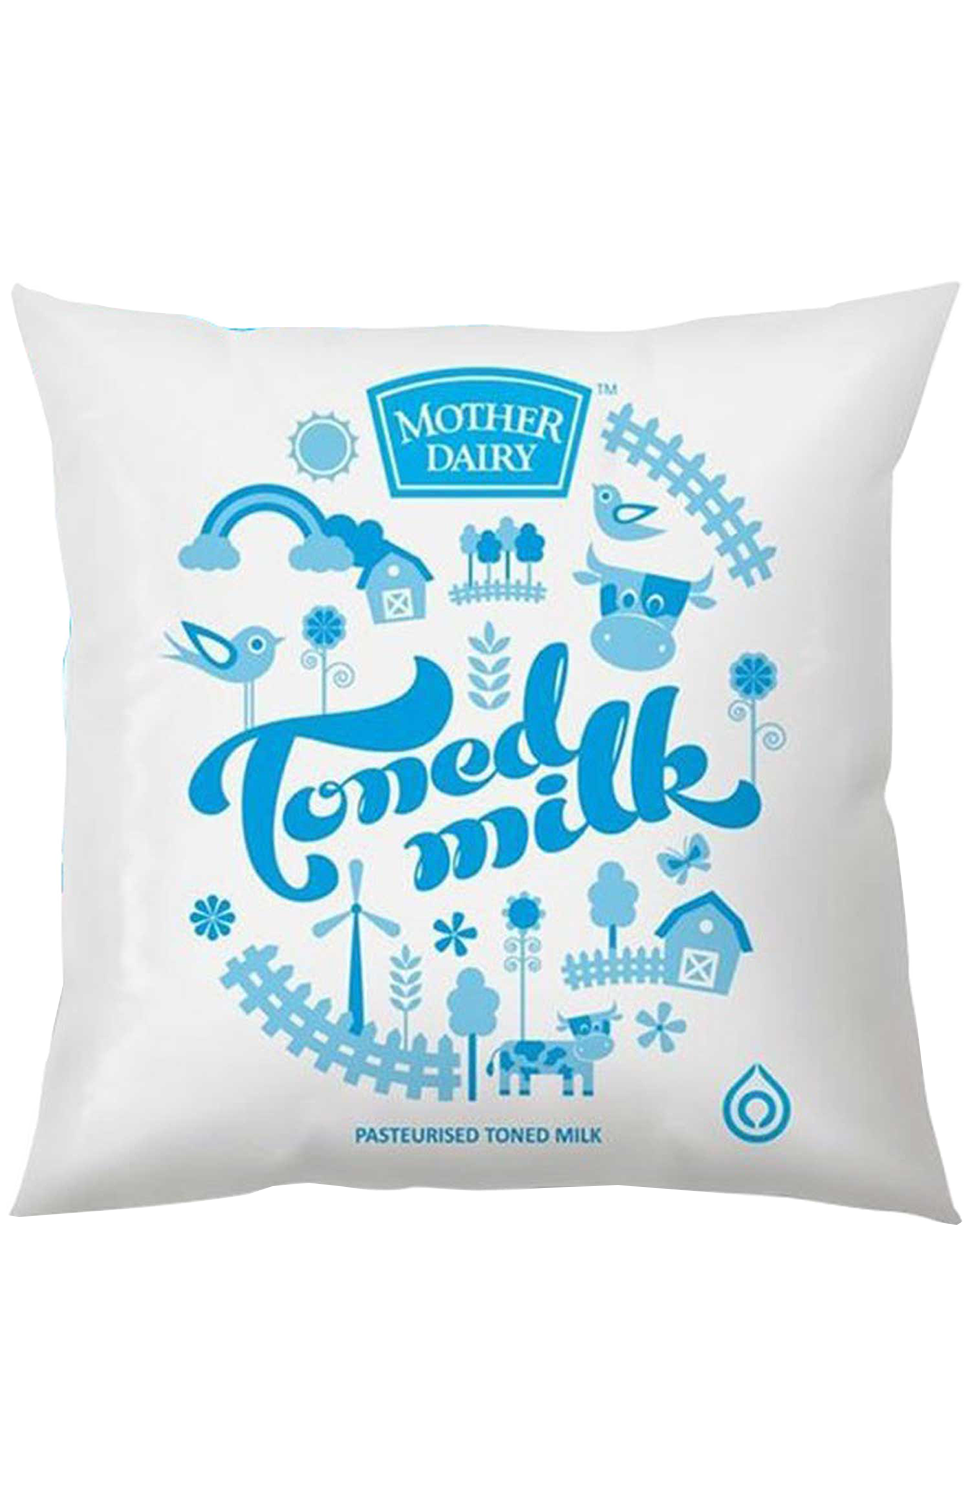 MOTHER
DAIRY
TM
Toned
milk
PASTEURISED TONED MILK